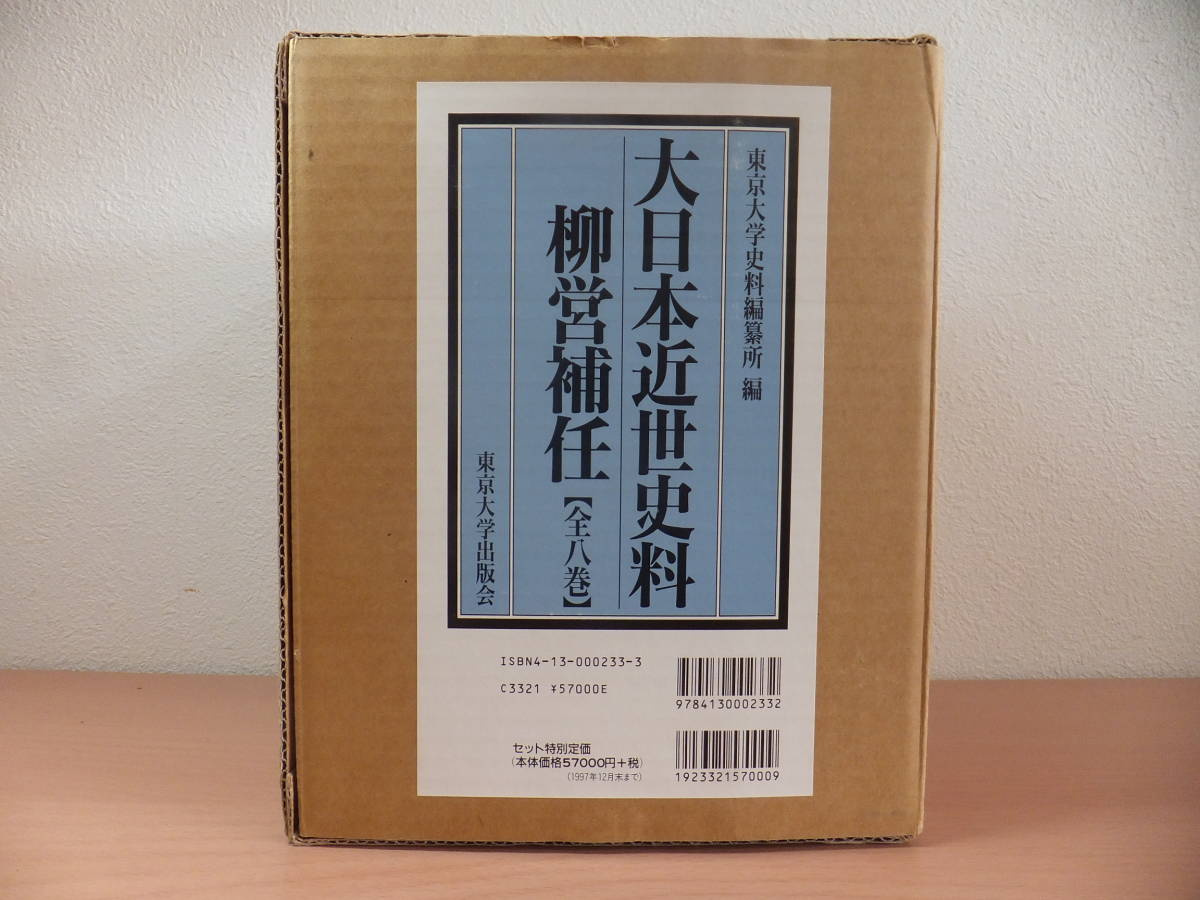 東京大学史料編纂所 編
大日本近世史料
柳営補任【全八巻】
東京大学出版会
ISBN4-13-000233-3
C3321 ¥57000E
9784130002332
セット特別定価
(本体価格57000円+税)
(1997年12月末まで)
1923321570009